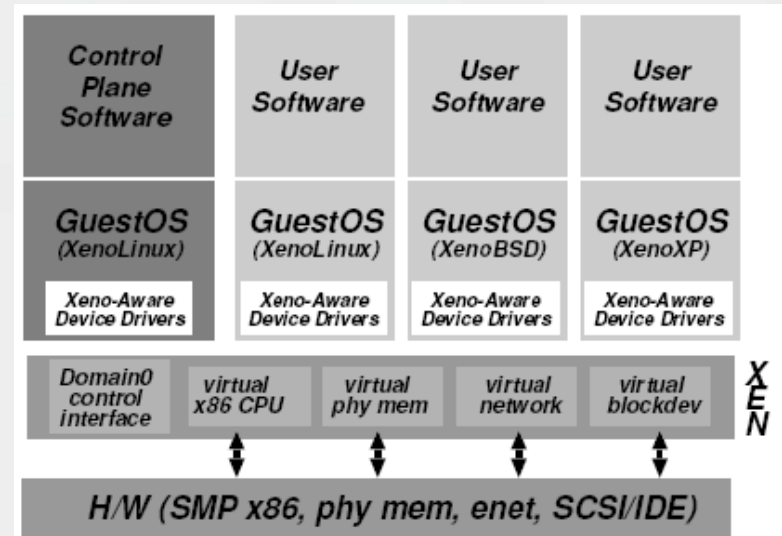 Control
Plane
Software
User
Software
User
Software
User
Software
GuestOS
(XenoLinux)
Xeno-Aware
Device Drivers
GuestOS
(XenoLinux)
Xeno-Aware
Device Drivers
GuestOS
(XenoBSD)
Xeno-Aware
Device Drivers
GuestOS
(XenoXP)
Xeno-Aware
Device Drivers
Domain0
control
interface
virtual
x86 CPU
virtual
phy mem
virtual
network
virtual
blockdev
XEN
H/W (SMP x86, phy mem, enet, SCSI/IDE)